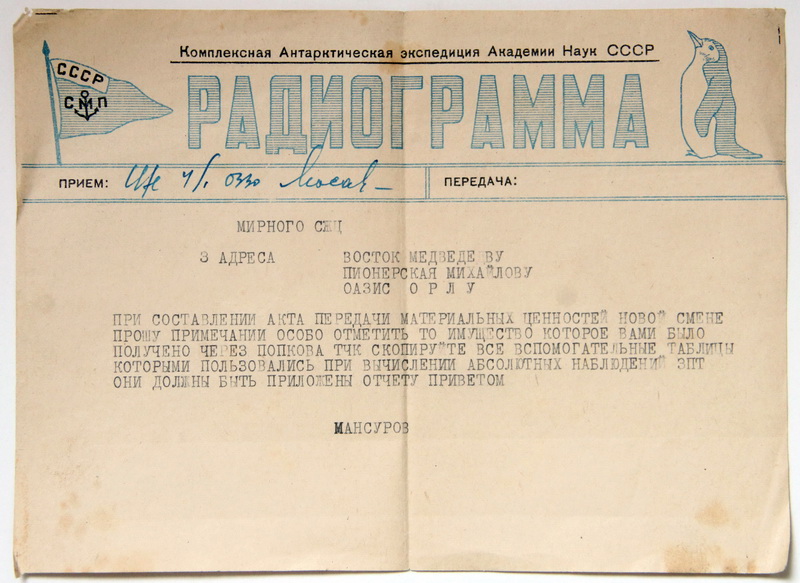 Комплексная Антарктическая экспедиция Академии Наук СССР
СССР
СМП
РАДИОГРАММА
ПРИЕМ: 4/I 0330
ПЕРЕДАЧА:
МИРНОГО СЖЦ
3 АДРЕСА ВОСТОК МЕДВЕДЕВУ
ПИОНЕРСКАЯ МИХАЙЛОВУ
ОАЗИС О Р Л У
ПРИ СОСТАВЛЕНИИ АКТА ПЕРЕДАЧИ МАТЕРИАЛЬНЫХ ЦЕННОСТЕЙ НОВОЙ СМЕНЕ
ПРОШУ ПРИМЕЧАНИИ ОСОБО ОТМЕТИТЬ ТО ИМУЩЕСТВО КОТОРОЕ ВАМИ БЫЛО
ПОЛУЧЕНО ЧЕРЕЗ ПОПКОВА ТЧК СКОПИРУЙТЕ ВСЕ ВСПОМОГАТЕЛЬНЫЕ ТАБЛИЦЫ
КОТОРЫМИ ПОЛЬЗОВАЛИСЬ ПРИ ВЫЧИСЛЕНИИ АБСОЛЮТНЫХ НАБЛЮДЕНИЙ ЗПТ
ОНИ ДОЛЖНЫ БЫТЬ ПРИЛОЖЕНЫ ОТЧЕТУ ПРИВЕТОМ
МАНСУРОВ